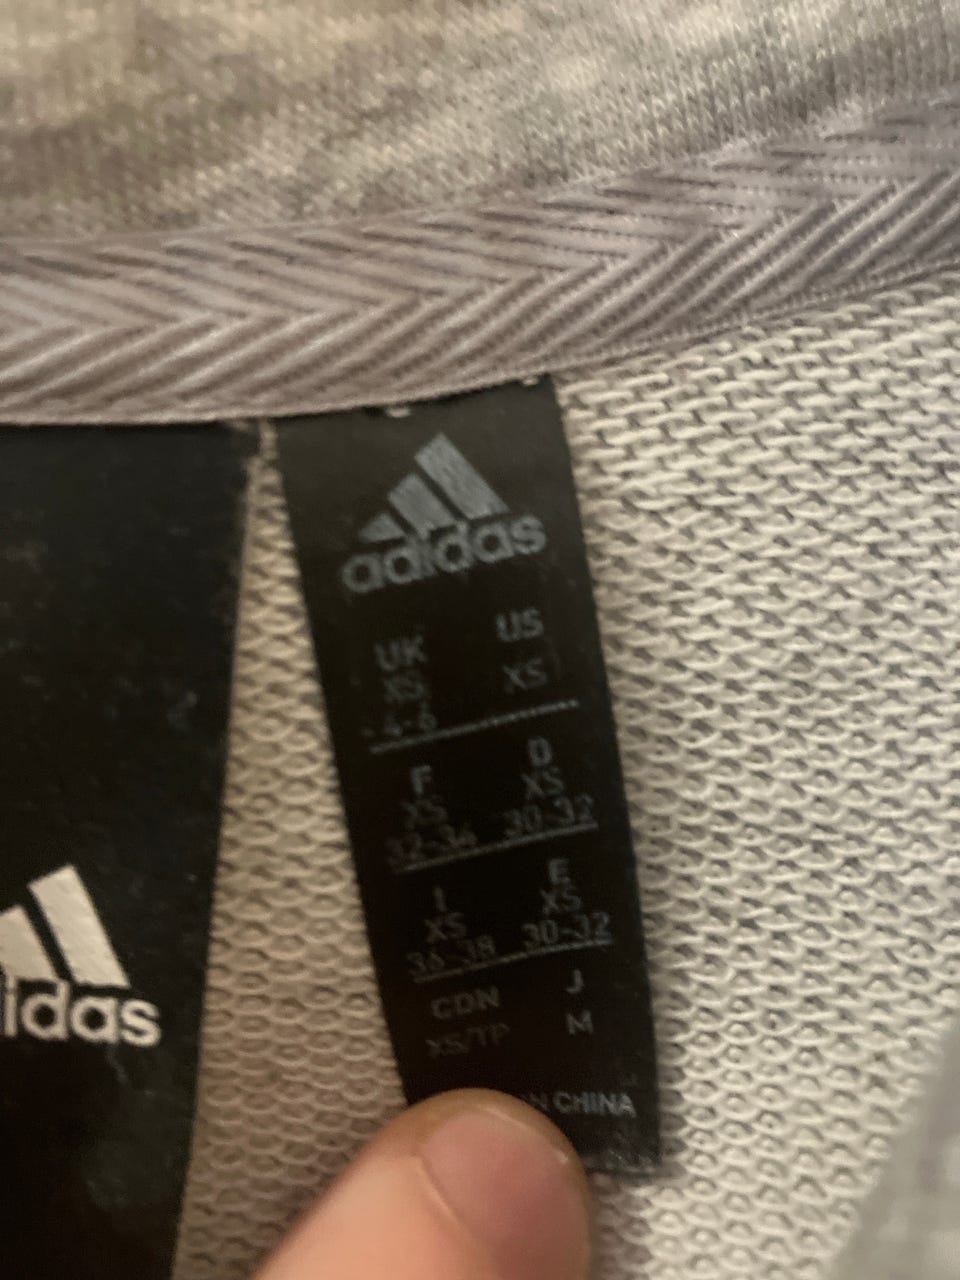 adidas
UK US
XS XS
4-6
F D
XS XS
32-34 30-32
I E
XS XS
36-38 30-32
CDN J
XS/TP M
CHINA
idas